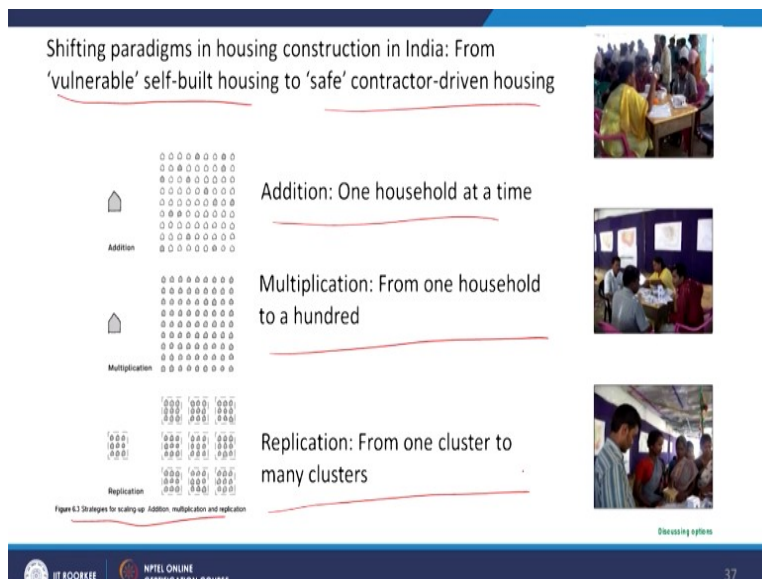 Shifting paradigms in housing construction in India: From
‘vulnerable’ self-built housing to ‘safe’ contractor-driven housing
Addition
Addition: One household at a time
Multiplication
Multiplication: From one household
to a hundred
Replication
Replication: From one cluster to
many clusters
Figure 6.3 Strategies for scaling-up Addition, multiplication and replication
Discussing options
IIT ROORKEE
NPTEL ONLINE
CERTIFICATION COURSE
37